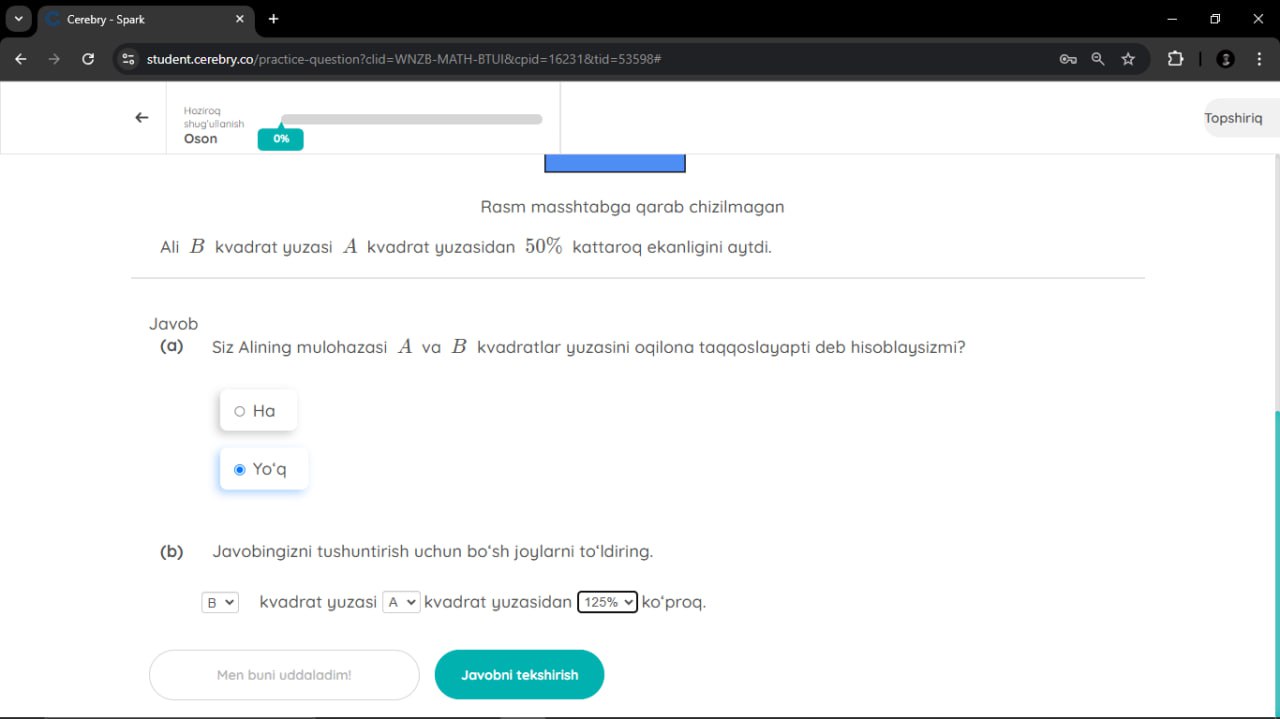 Cerebry - Spark
student.cerebry.co/practice-question?clid=WNZB-MATH-BTUI&cpid=16231&tid=53598#
Hoziroq
shug'ullanish
Oson
0%
Topshiriq
Rasm masshtabga qarab chizilmagan
Ali B kvadrat yuzasi A kvadrat yuzasidan 50% kattaroq ekanligini aytdi.
Javob
(a) Siz Alining mulohazasi A va B kvadratlar yuzasini oqilona taqqoslayapti deb hisoblaysizmi?
Ha
Yo‘q
(b) Javobingizni tushuntirish uchun bo‘sh joylarni to‘ldiring.
B kvadrat yuzasi A kvadrat yuzasidan 125% ko‘proq.
Men buni uddaladim! Javobni tekshirish